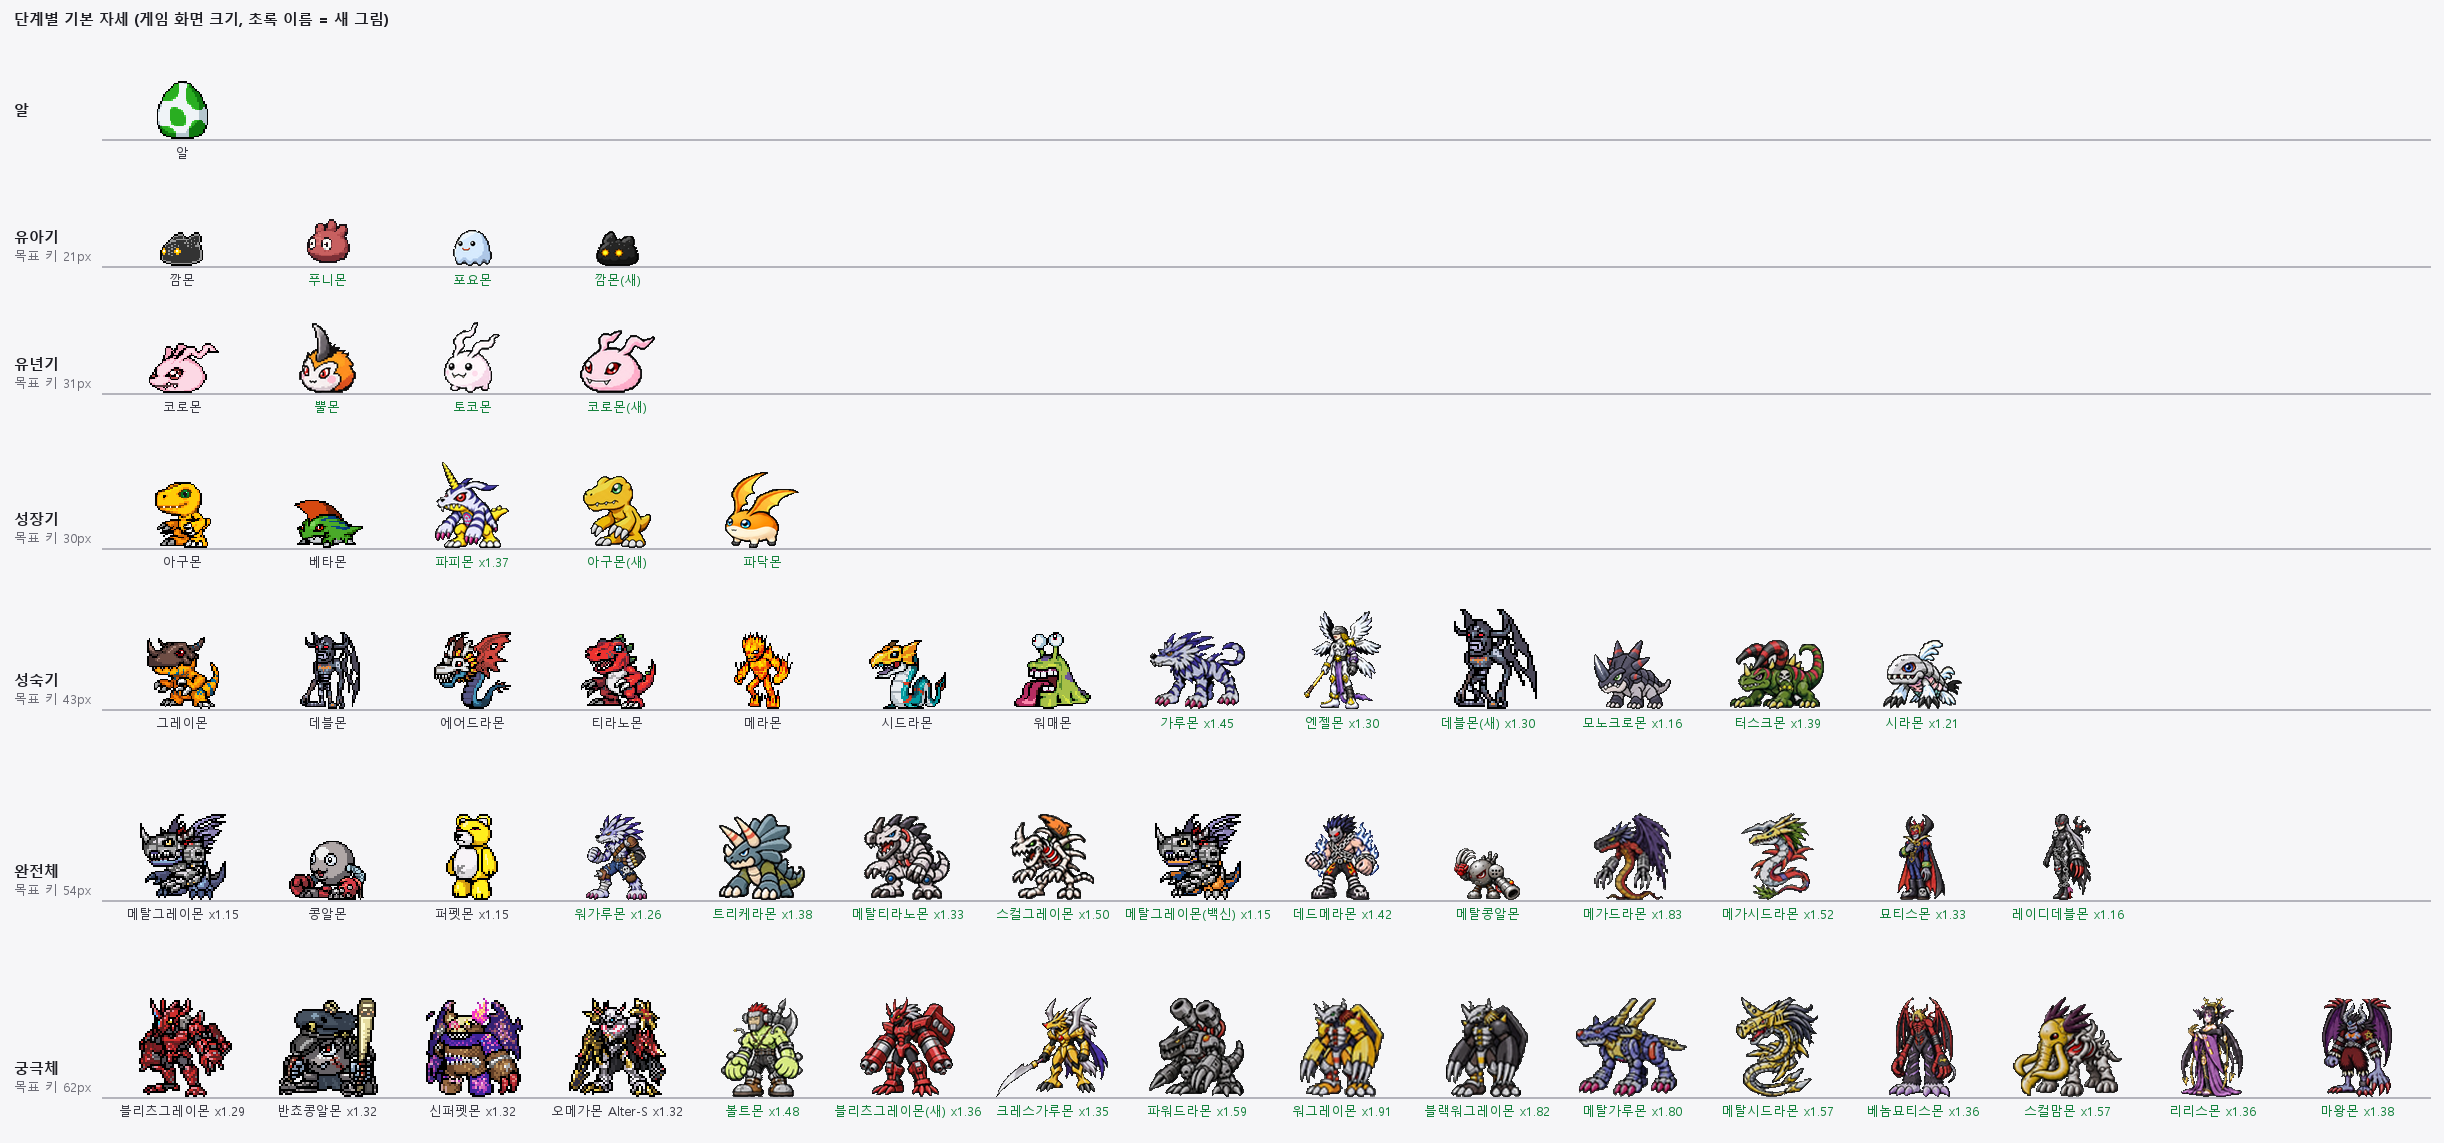 단계별 기본 자세 (게임 화면 크기, 초록 이름 = 새 그림)
알
알
유아기
목표 키 21px
깜몬 푸니몬 포요몬 깜몬(새)
유년기
목표 키 31px
코로몬 뿔몬 토코몬 코로몬(새)
성장기
목표 키 30px
아구몬 베타몬 파피몬 x1.37 아구몬(새) 파닥몬
성숙기
목표 키 43px
그레이몬 데블몬 에어드라몬 티라노몬 메라몬 시드라몬 워매몬 가루몬 x1.45 엔젤몬 x1.30 데블몬(새) x1.30 모노크로몬 x1.16 터스크몬 x1.39 시라몬 x1.21
완전체
목표 키 54px
메탈그레이몬 x1.15 콩알몬 퍼펫몬 x1.15 워가루몬 x1.26 트리케라몬 x1.38 메탈티라노몬 x1.33 스컬그레이몬 x1.50 메탈그레이몬(백신) x1.15 데드메라몬 x1.42 메탈콩알몬 메가드라몬 x1.83 메가시드라몬 x1.52 묘티스몬 x1.33 레이디데블몬 x1.16
궁극체
목표 키 62px
블리츠그레이몬 x1.29 반쵸콩알몬 x1.32 신퍼펫몬 x1.32 오메가몬 Alter-S x1.32 볼트몬 x1.48 블리츠그레이몬(새) x1.36 크레스가루몬 x1.35 파워드라몬 x1.59 워그레이몬 x1.91 블랙워그레이몬 x1.82 메탈가루몬 x1.80 메탈시드라몬 x1.57 베놈묘티스몬 x1.36 스컬맘몬 x1.57 리리스몬 x1.36 마왕몬 x1.38